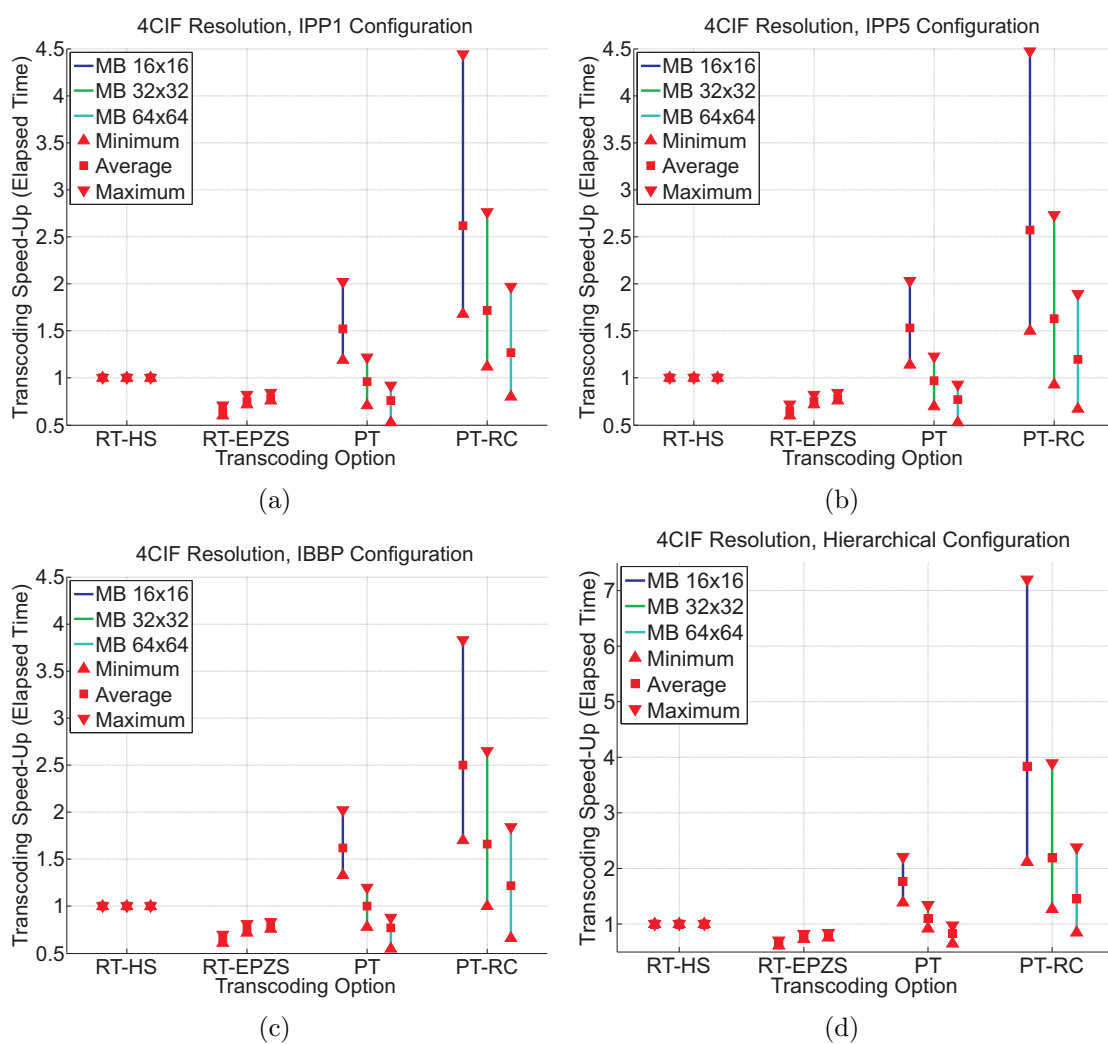 4CIF Resolution, IPP1 Configuration
Transcoding Speed-Up (Elapsed Time)
4.5
4
3.5
3
2.5
2
1.5
1
0.5
MB 16x16
MB 32x32
MB 64x64
Minimum
Average
Maximum
RT-HS RT-EPZS PT PT-RC
Transcoding Option
(a)
4CIF Resolution, IPP5 Configuration
Transcoding Speed-Up (Elapsed Time)
4.5
4
3.5
3
2.5
2
1.5
1
0.5
MB 16x16
MB 32x32
MB 64x64
Minimum
Average
Maximum
RT-HS RT-EPZS PT PT-RC
Transcoding Option
(b)
4CIF Resolution, IBBP Configuration
Transcoding Speed-Up (Elapsed Time)
4.5
4
3.5
3
2.5
2
1.5
1
0.5
MB 16x16
MB 32x32
MB 64x64
Minimum
Average
Maximum
RT-HS RT-EPZS PT PT-RC
Transcoding Option
(c)
4CIF Resolution, Hierarchical Configuration
Transcoding Speed-Up (Elapsed Time)
7
6
5
4
3
2
1
MB 16x16
MB 32x32
MB 64x64
Minimum
Average
Maximum
RT-HS RT-EPZS PT PT-RC
Transcoding Option
(d)